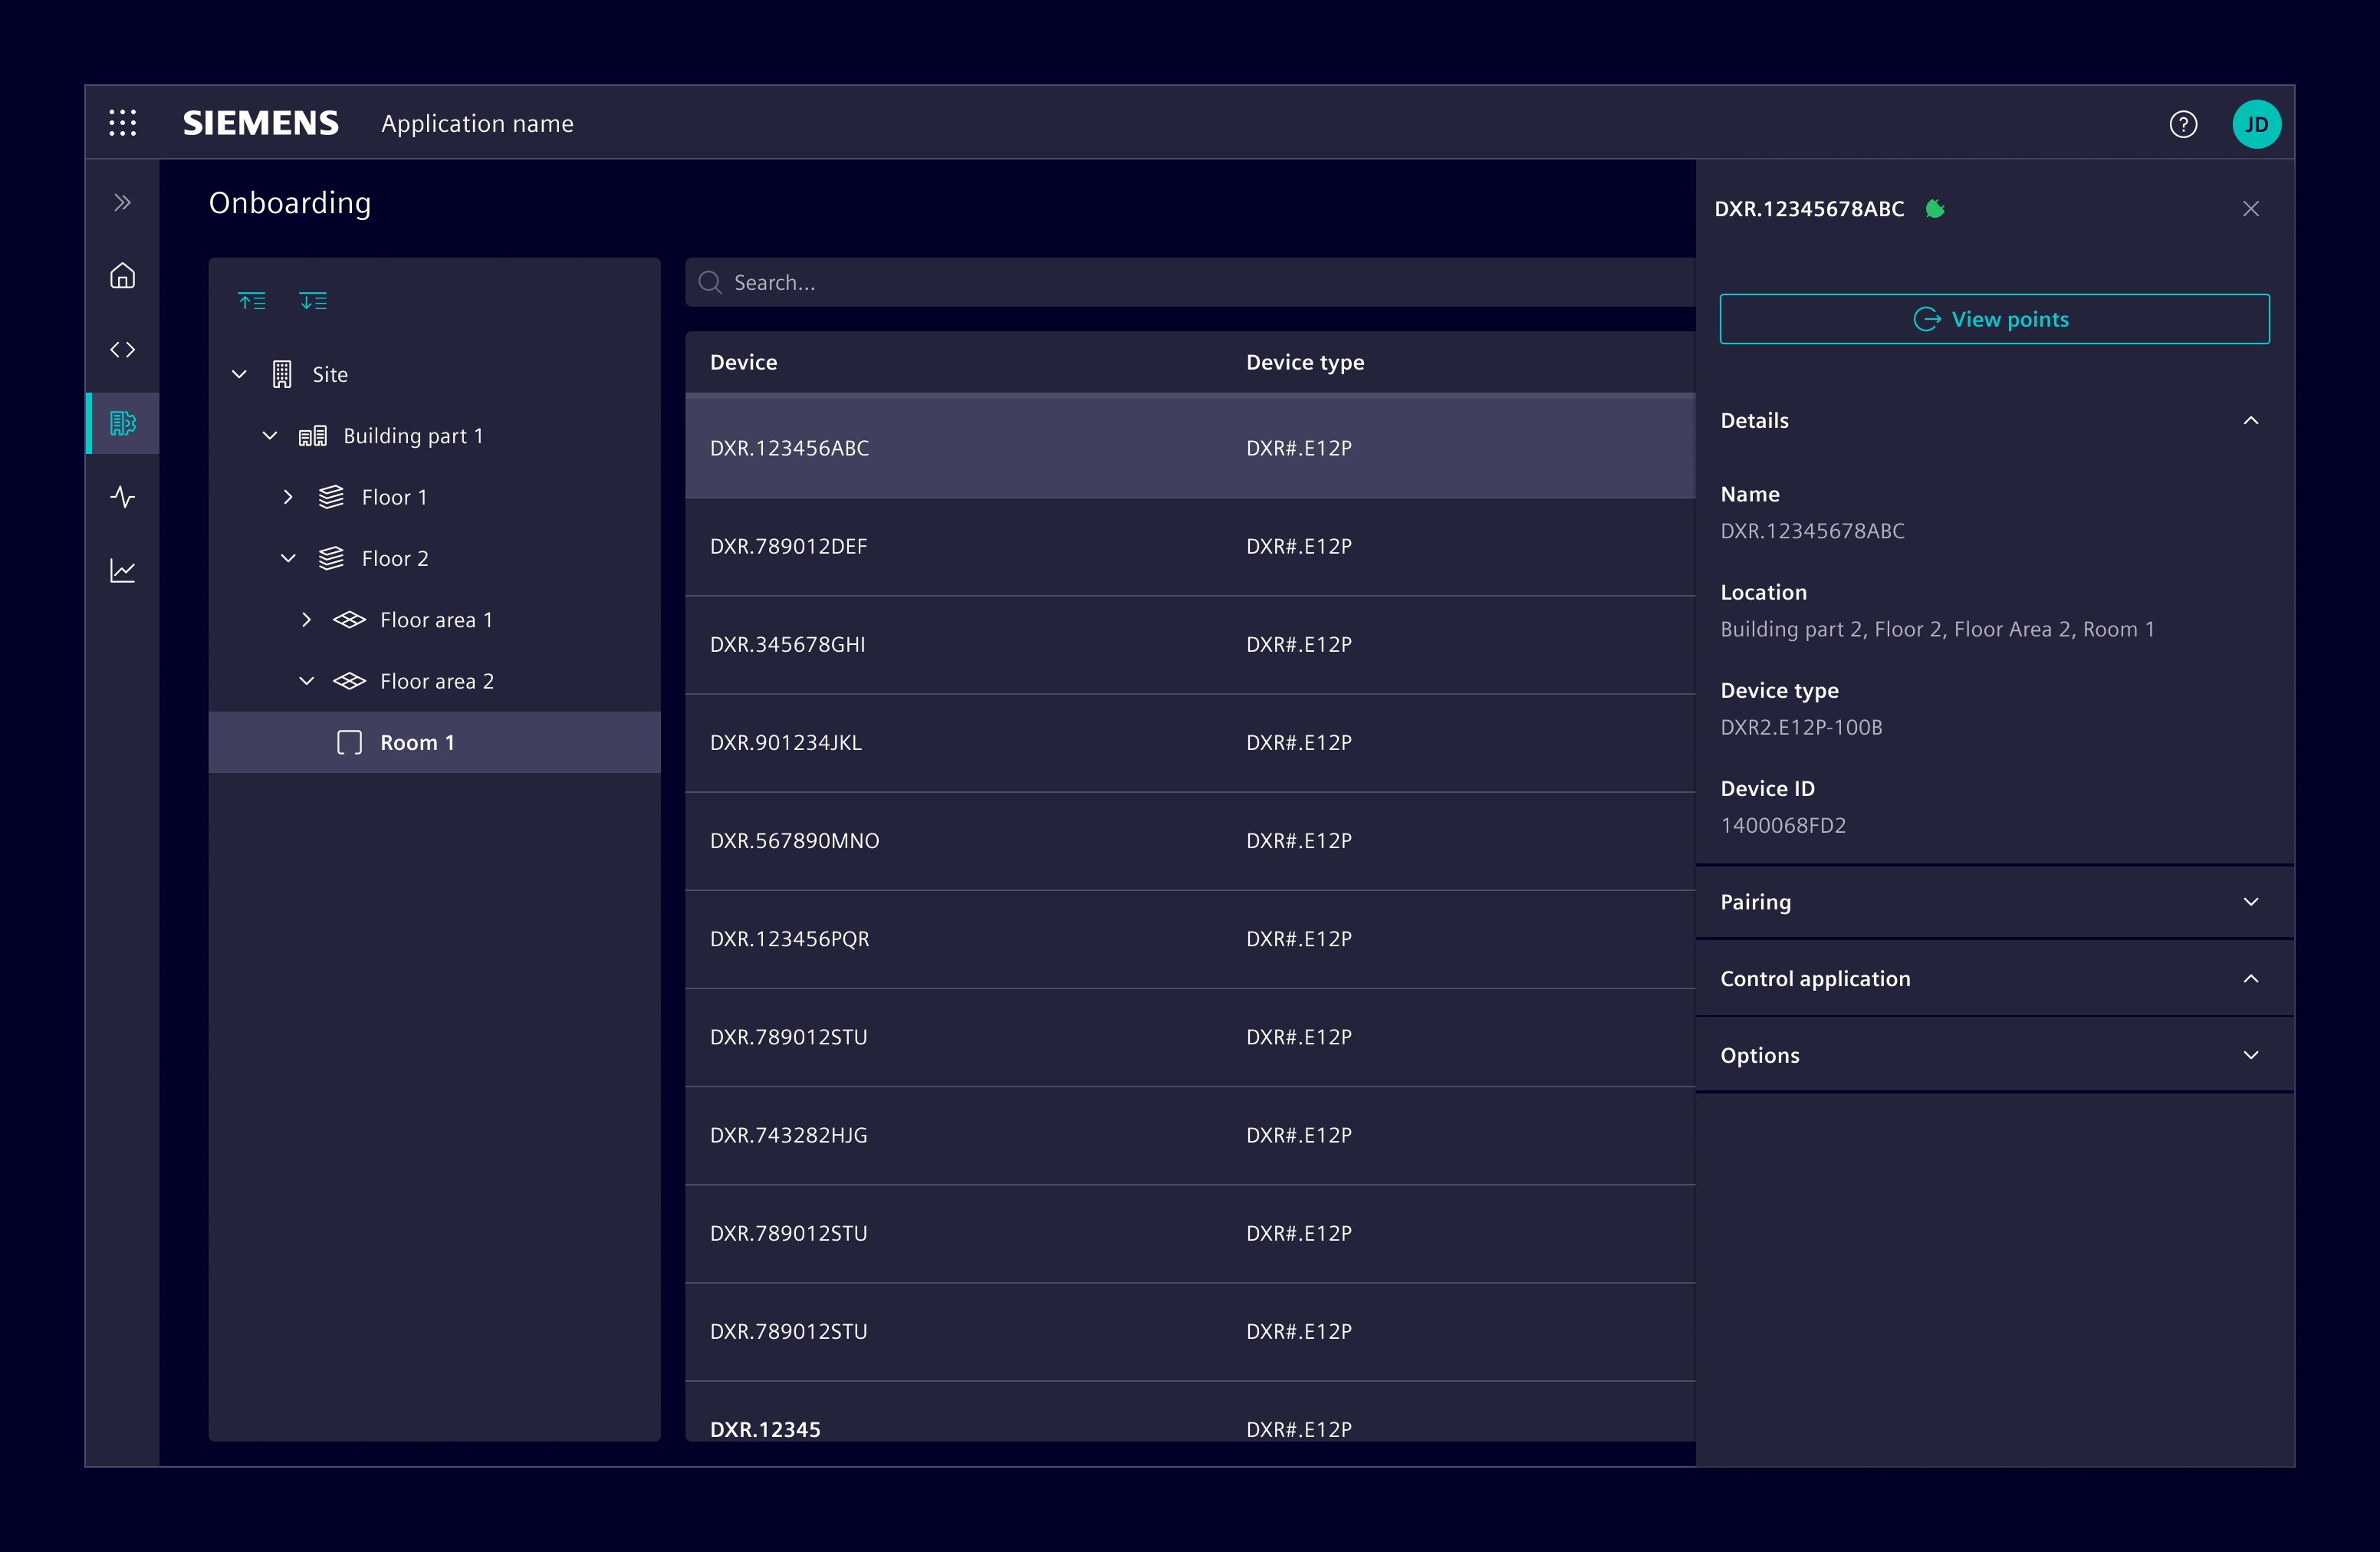 SIEMENS Application name
?
JD
Onboarding
Site
Building part 1
Floor 1
Floor 2
Floor area 1
Floor area 2
Room 1
Search...
Device Device type
DXR.123456ABC DXR#.E12P
DXR.789012DEF DXR#.E12P
DXR.345678GHI DXR#.E12P
DXR.901234JKL DXR#.E12P
DXR.567890MNO DXR#.E12P
DXR.123456PQR DXR#.E12P
DXR.789012STU DXR#.E12P
DXR.743282HJG DXR#.E12P
DXR.789012STU DXR#.E12P
DXR.789012STU DXR#.E12P
DXR.12345 DXR#.E12P
DXR.12345678ABC
View points
Details
Name
DXR.12345678ABC
Location
Building part 2, Floor 2, Floor Area 2, Room 1
Device type
DXR2.E12P-100B
Device ID
1400068FD2
Pairing
Control application
Options